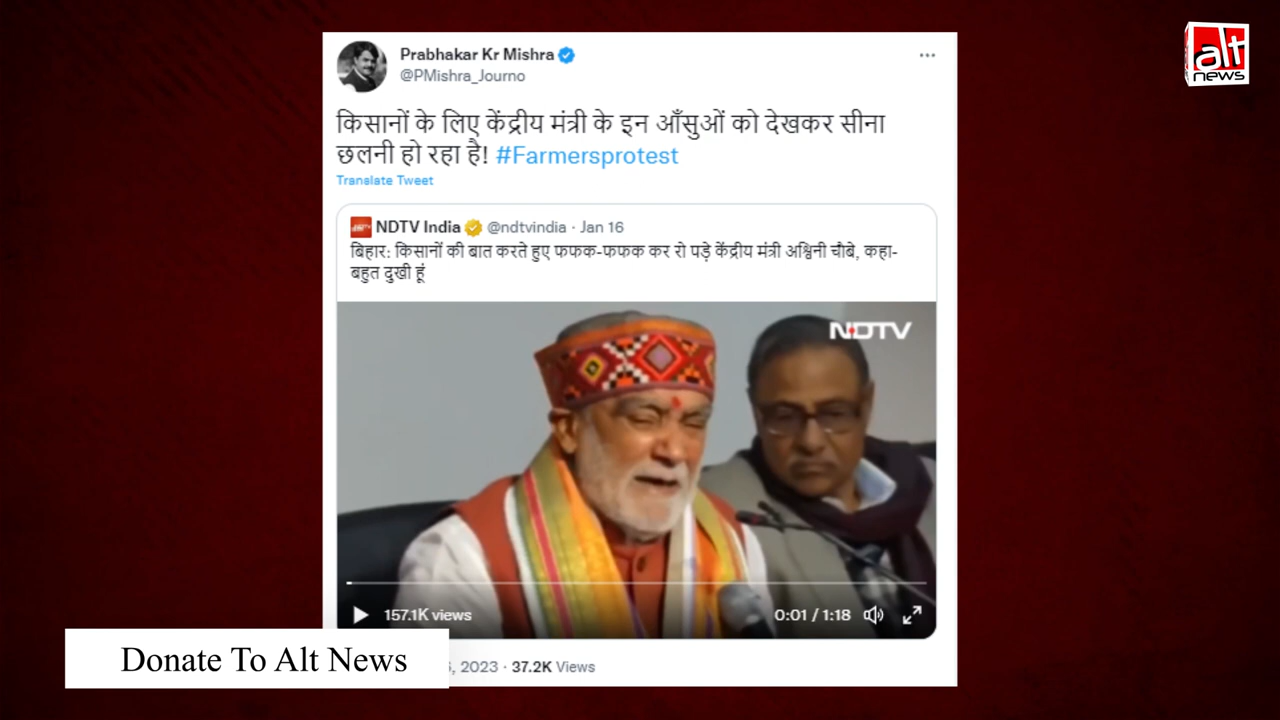 Prabhakar Kr Mishra
@PMishra_Journo
alt
news
किसानों के लिए केंद्रीय मंत्री के इन आँसुओं को देखकर सीना
छलनी हो रहा है! #Farmersprotest
Translate Tweet
NDTV India @ndtvindia · Jan 16
बिहार: किसानों की बात करते हुए फफक-फफक कर रो पड़े केंद्रीय मंत्री अश्विनी चौबे, कहा-
बहुत दुखी हूं
NDTV
157.1K views
0:01 / 1:18
, 2023 · 37.2K Views
Donate To Alt News